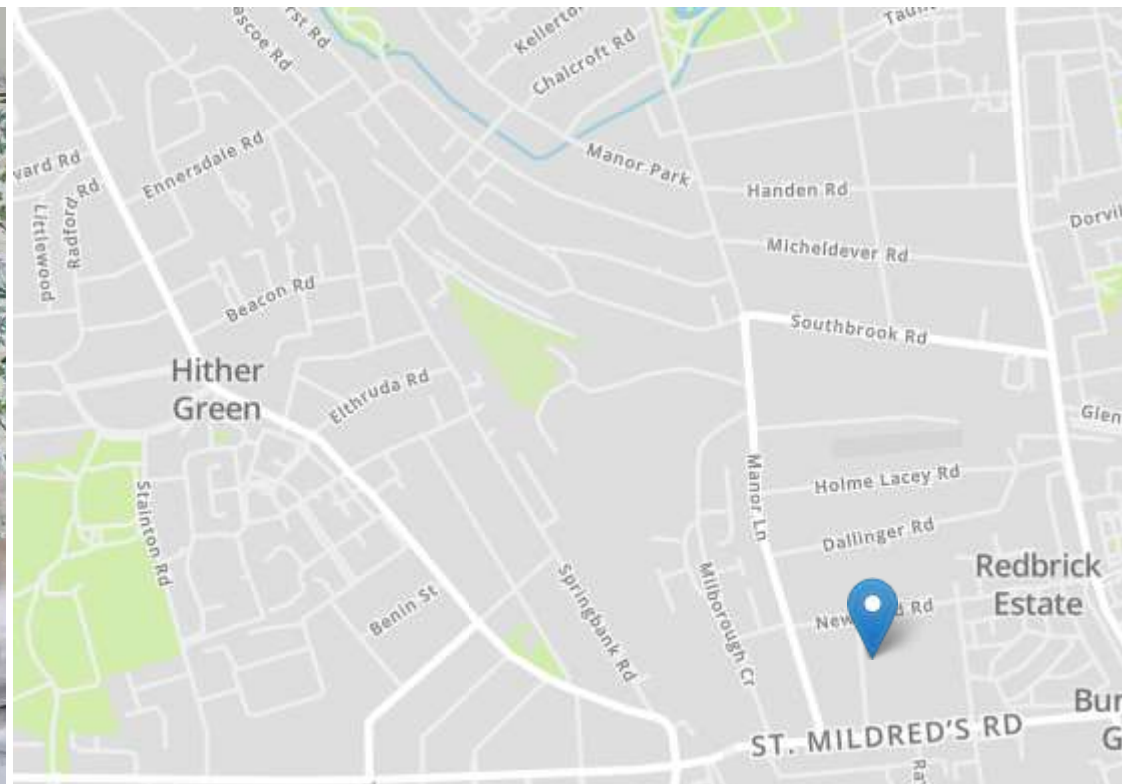 Kellerto
Chalcroft Rd
Manor Park
Handen Rd
Micheldever Rd
Southbrook Rd
Ennersdale Rd
Radford Rd
Littlewood
Beacon Rd
Hither
Green
Elthruda Rd
Stainton Rd
Benin St
Springbank Rd
Milborough Cr
Manor Ln
Holme Lacey Rd
Dallinger Rd
Redbrick
Estate
Rd
ST. MILDRED'S RD